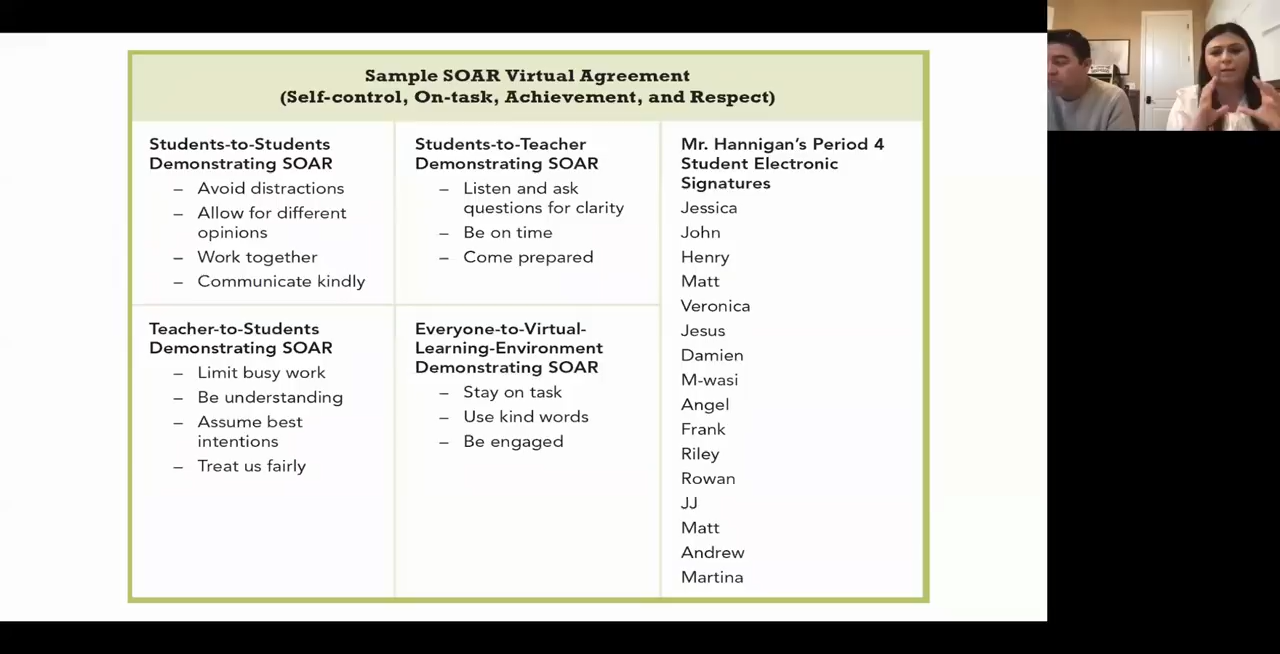 Sample SOAR Virtual Agreement
(Self-control, On-task, Achievement, and Respect)
Students-to-Students
Demonstrating SOAR
– Avoid distractions
– Allow for different
opinions
– Work together
– Communicate kindly
Students-to-Teacher
Demonstrating SOAR
– Listen and ask
questions for clarity
– Be on time
– Come prepared
Teacher-to-Students
Demonstrating SOAR
– Limit busy work
– Be understanding
– Assume best
intentions
– Treat us fairly
Everyone-to-Virtual-
Learning-Environment
Demonstrating SOAR
– Stay on task
– Use kind words
– Be engaged
Mr. Hannigan’s Period 4
Student Electronic
Signatures
Jessica
John
Henry
Matt
Veronica
Jesus
Damien
M-wasi
Angel
Frank
Riley
Rowan
JJ
Matt
Andrew
Martina